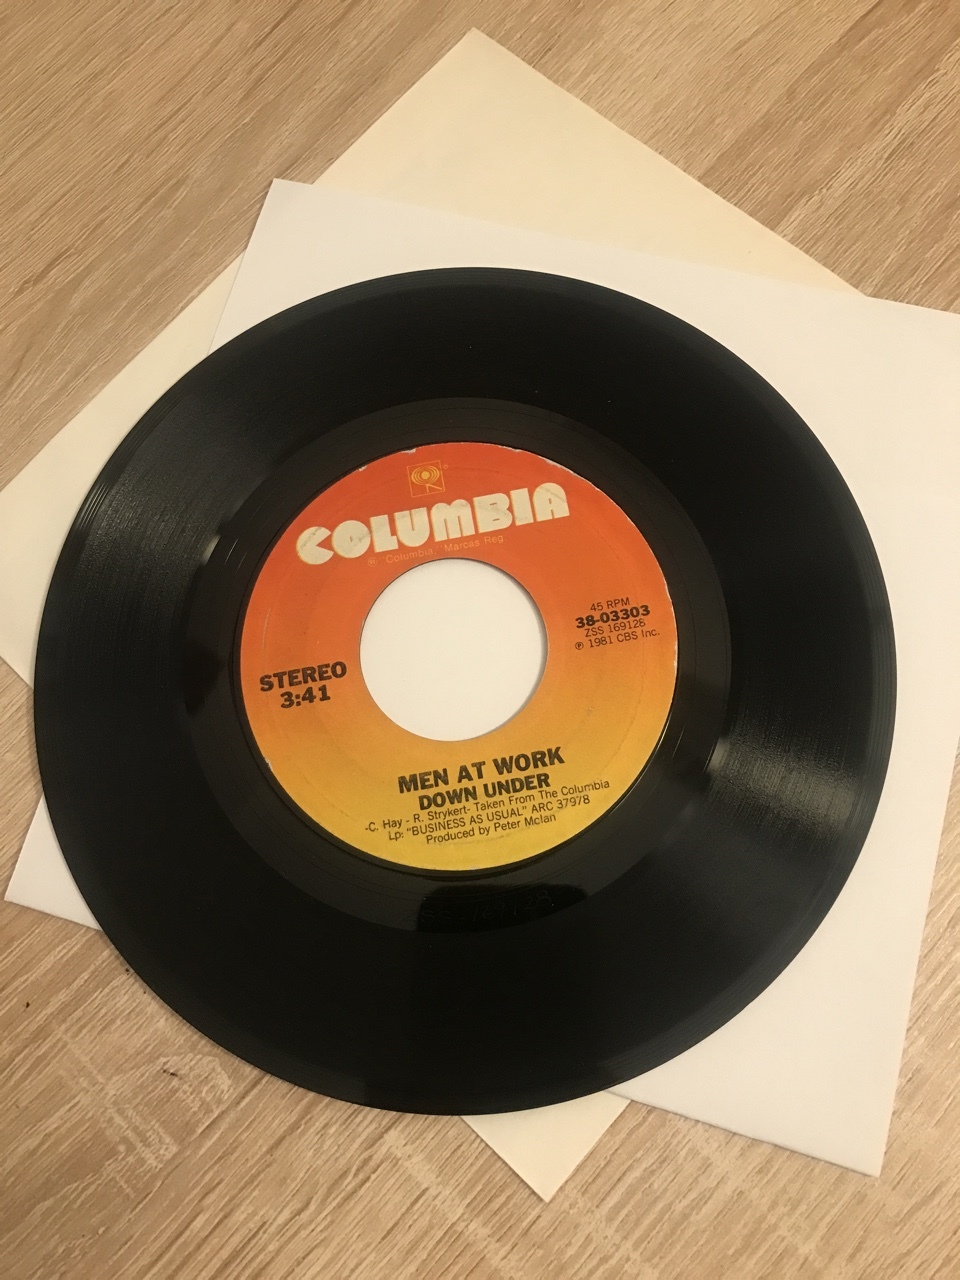 COLUMBIA
® "Columbia," Marcas Reg.
45 RPM
38-03303
ZSS 169128
℗ 1981 CBS Inc.
STEREO
3:41
MEN AT WORK
DOWN UNDER
-C. Hay - R. Strykert- Taken From The Columbia
Lp: "BUSINESS AS USUAL" ARC 37978
Produced by Peter McIan